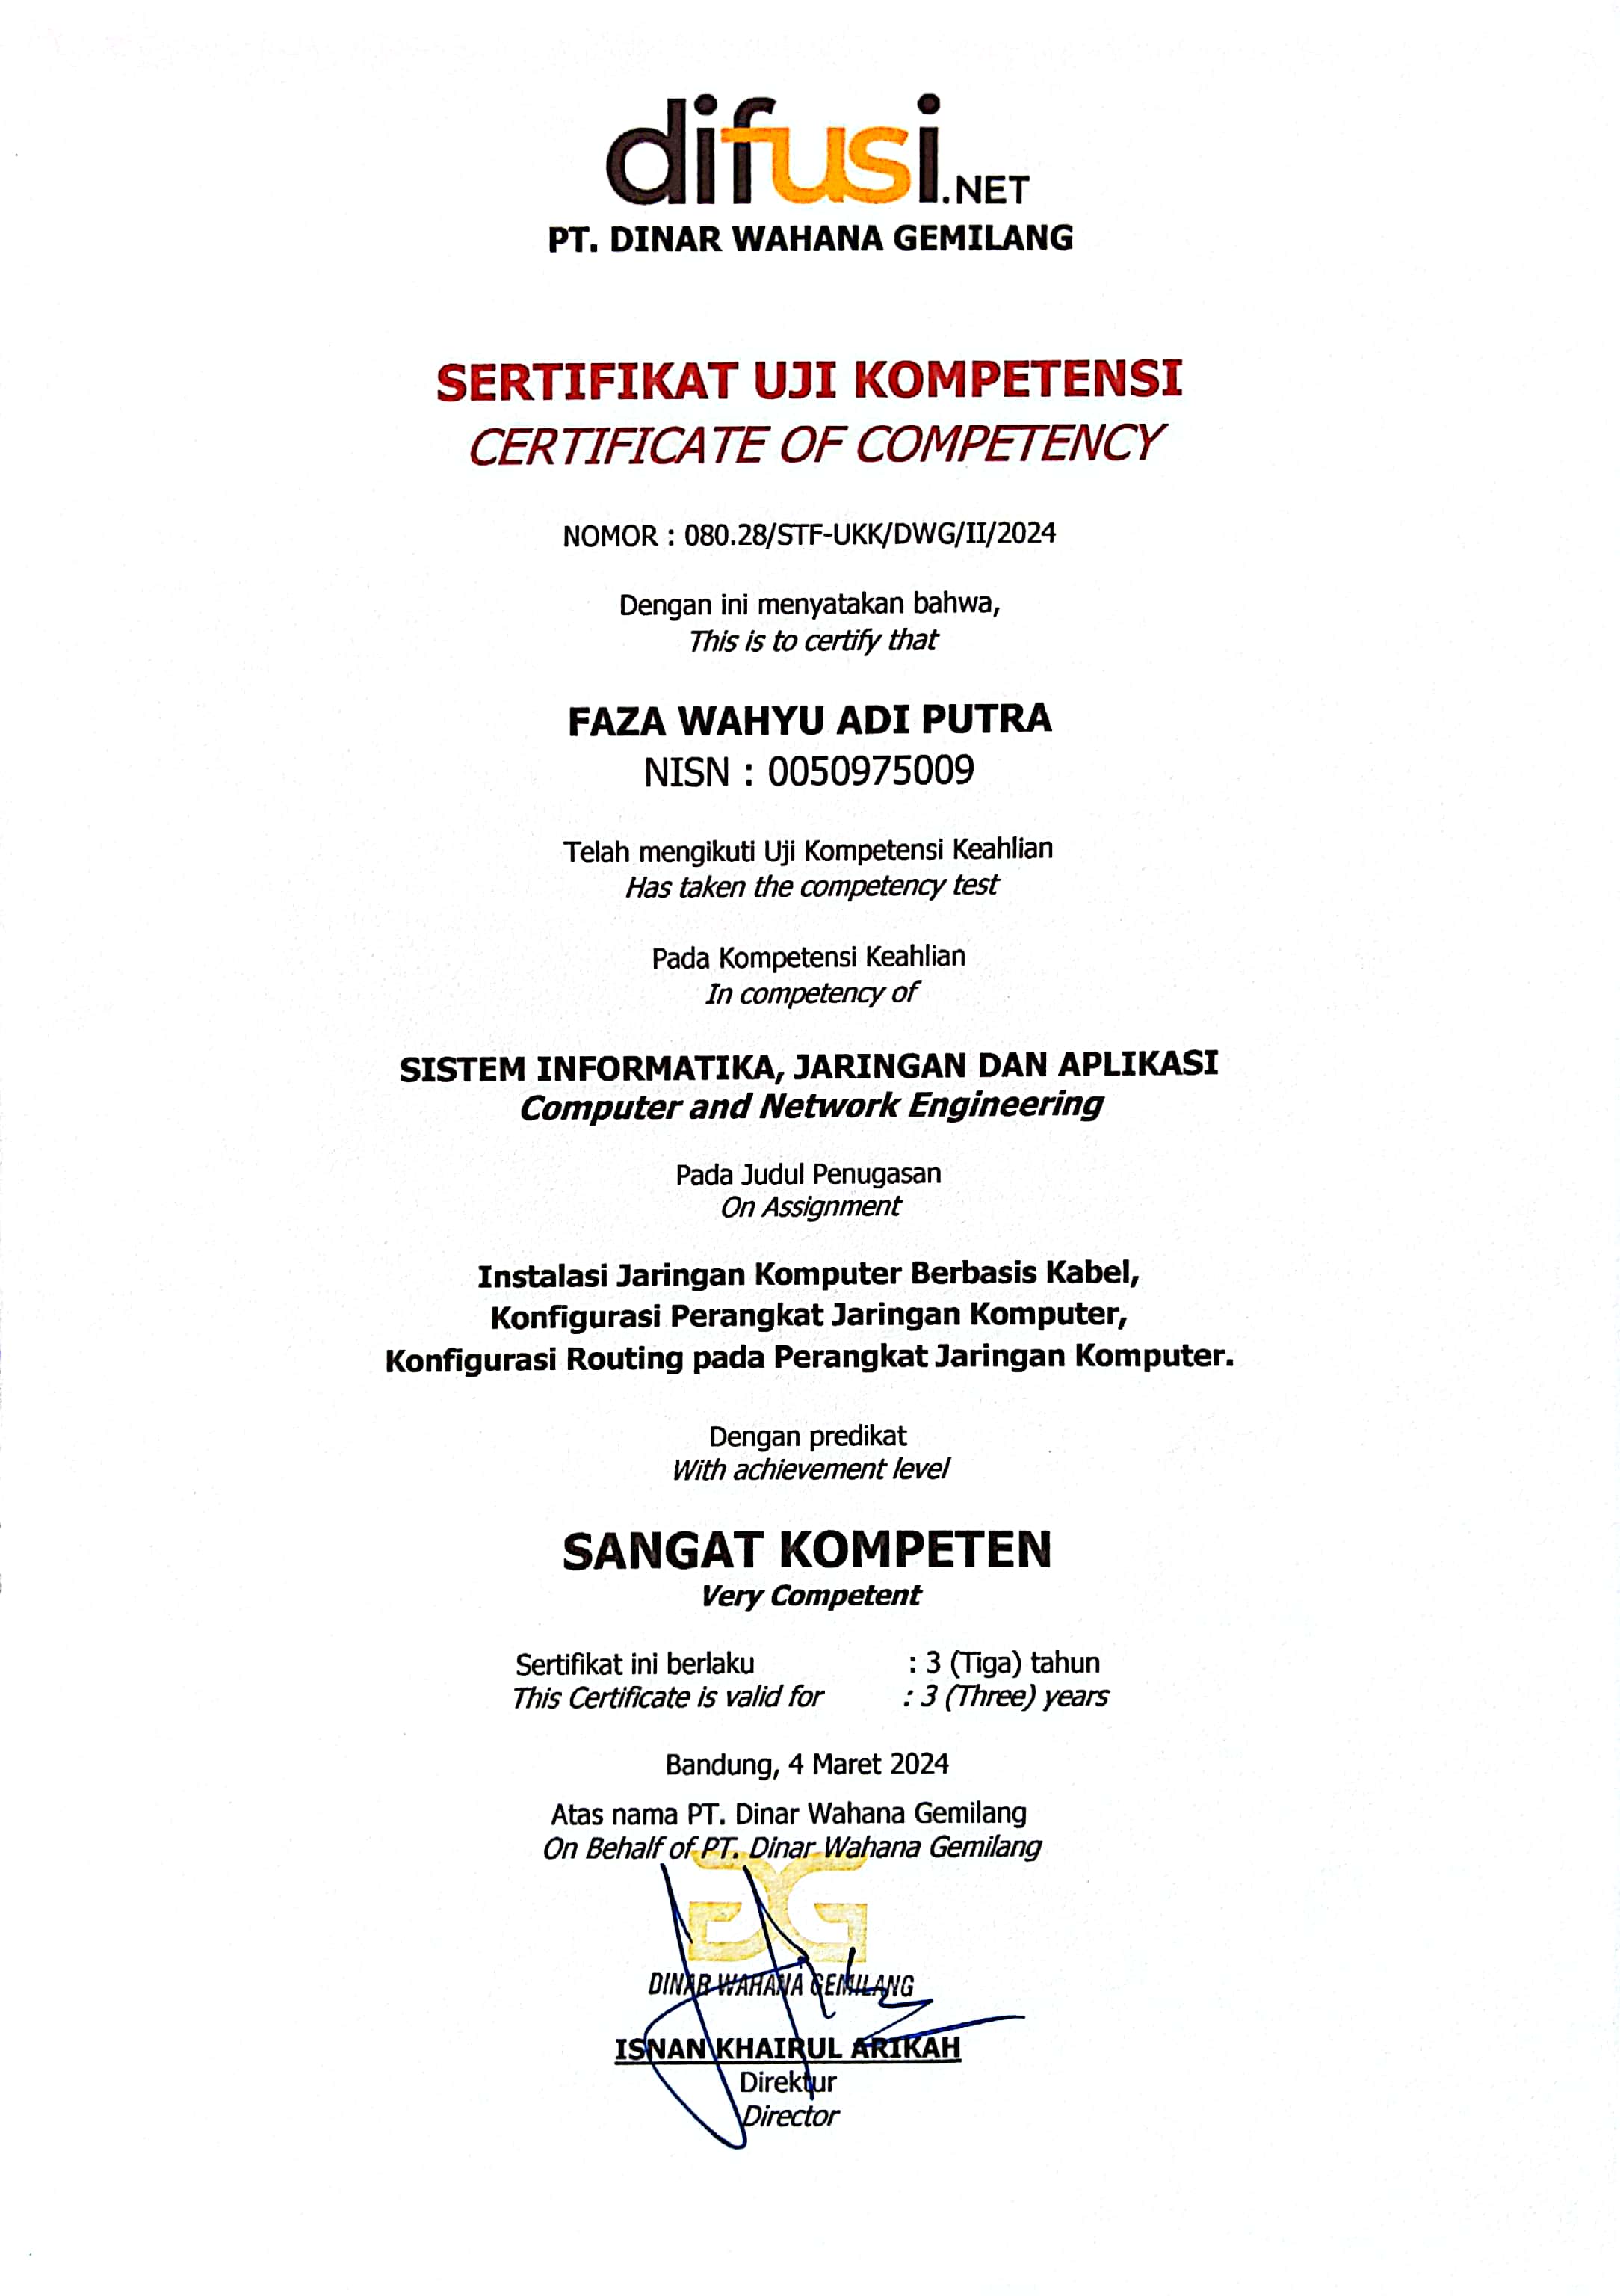 difusi.NET
PT. DINAR WAHANA GEMILANG
SERTIFIKAT UJI KOMPETENSI
CERTIFICATE OF COMPETENCY
NOMOR : 080.28/STF-UKK/DWG/II/2024
Dengan ini menyatakan bahwa,
This is to certify that
FAZA WAHYU ADI PUTRA
NISN : 0050975009
Telah mengikuti Uji Kompetensi Keahlian
Has taken the competency test
Pada Kompetensi Keahlian
In competency of
SISTEM INFORMATIKA, JARINGAN DAN APLIKASI
Computer and Network Engineering
Pada Judul Penugasan
On Assignment
Instalasi Jaringan Komputer Berbasis Kabel,
Konfigurasi Perangkat Jaringan Komputer,
Konfigurasi Routing pada Perangkat Jaringan Komputer.
Dengan predikat
With achievement level
SANGAT KOMPETEN
Very Competent
Sertifikat ini berlaku : 3 (Tiga) tahun
This Certificate is valid for : 3 (Three) years
Bandung, 4 Maret 2024
Atas nama PT. Dinar Wahana Gemilang
On Behalf of PT. Dinar Wahana Gemilang
DINAR WAHANA GEMILANG
ISNAN KHAIRUL ARIKAH
Direktur
Director